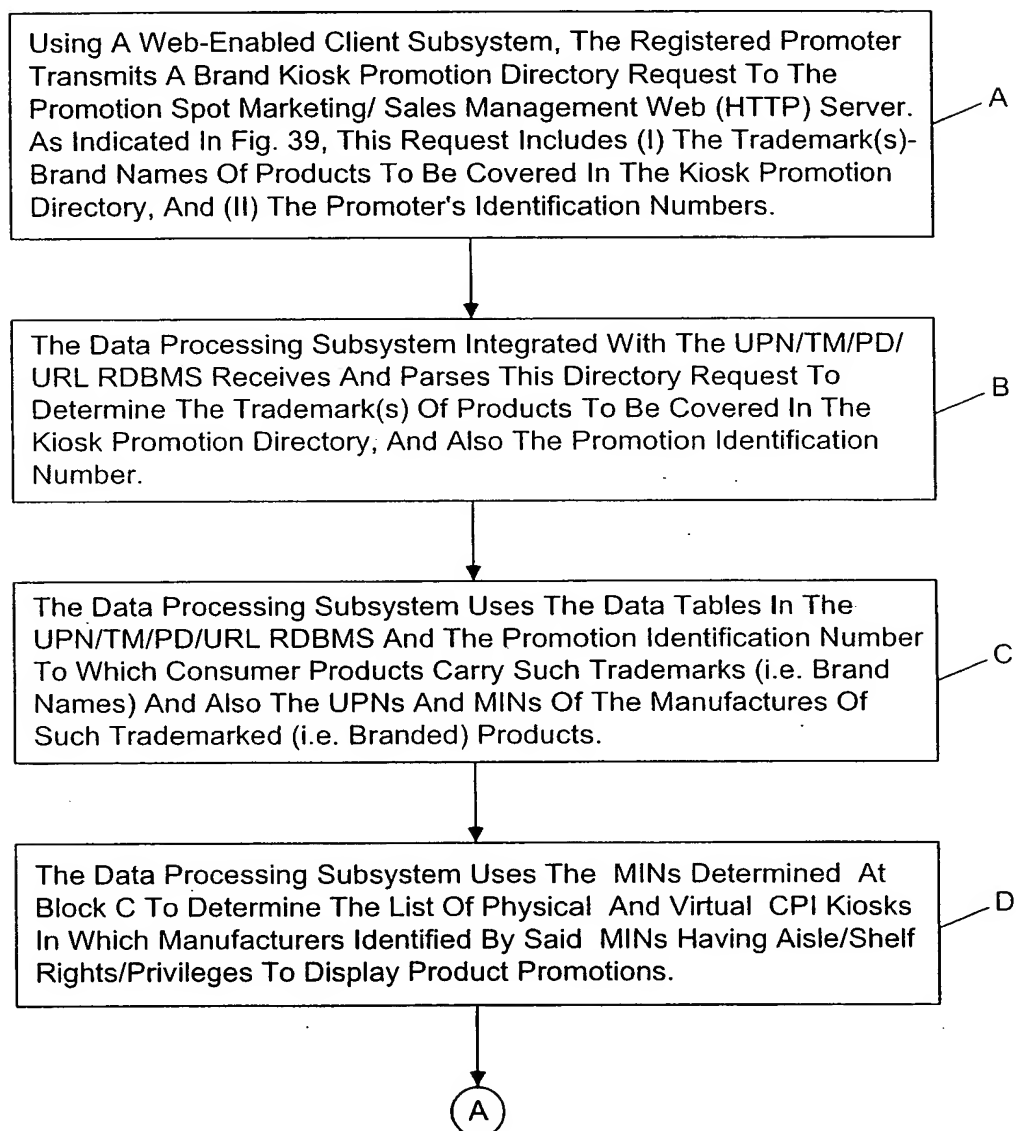 Using A Web-Enabled Client Subsystem, The Registered Promoter
Transmits A Brand Kiosk Promotion Directory Request To The
Promotion Spot Marketing/ Sales Management Web (HTTP) Server.
As Indicated In Fig. 39, This Request Includes (I) The Trademark(s)-
Brand Names Of Products To Be Covered In The Kiosk Promotion
Directory, And (II) The Promoter's Identification Numbers.
A
The Data Processing Subsystem Integrated With The UPN/TM/PD/
URL RDBMS Receives And Parses This Directory Request To
Determine The Trademark(s) Of Products To Be Covered In The
Kiosk Promotion Directory, And Also The Promotion Identification
Number.
B
The Data Processing Subsystem Uses The Data Tables In The
UPN/TM/PD/URL RDBMS And The Promotion Identification Number
To Which Consumer Products Carry Such Trademarks (i.e. Brand
Names) And Also The UPNs And MINs Of The Manufactures Of
Such Trademarked (i.e. Branded) Products.
C
The Data Processing Subsystem Uses The MINs Determined At
Block C To Determine The List Of Physical And Virtual CPI Kiosks
In Which Manufacturers Identified By Said MINs Having Aisle/Shelf
Rights/Privileges To Display Product Promotions.
D
A